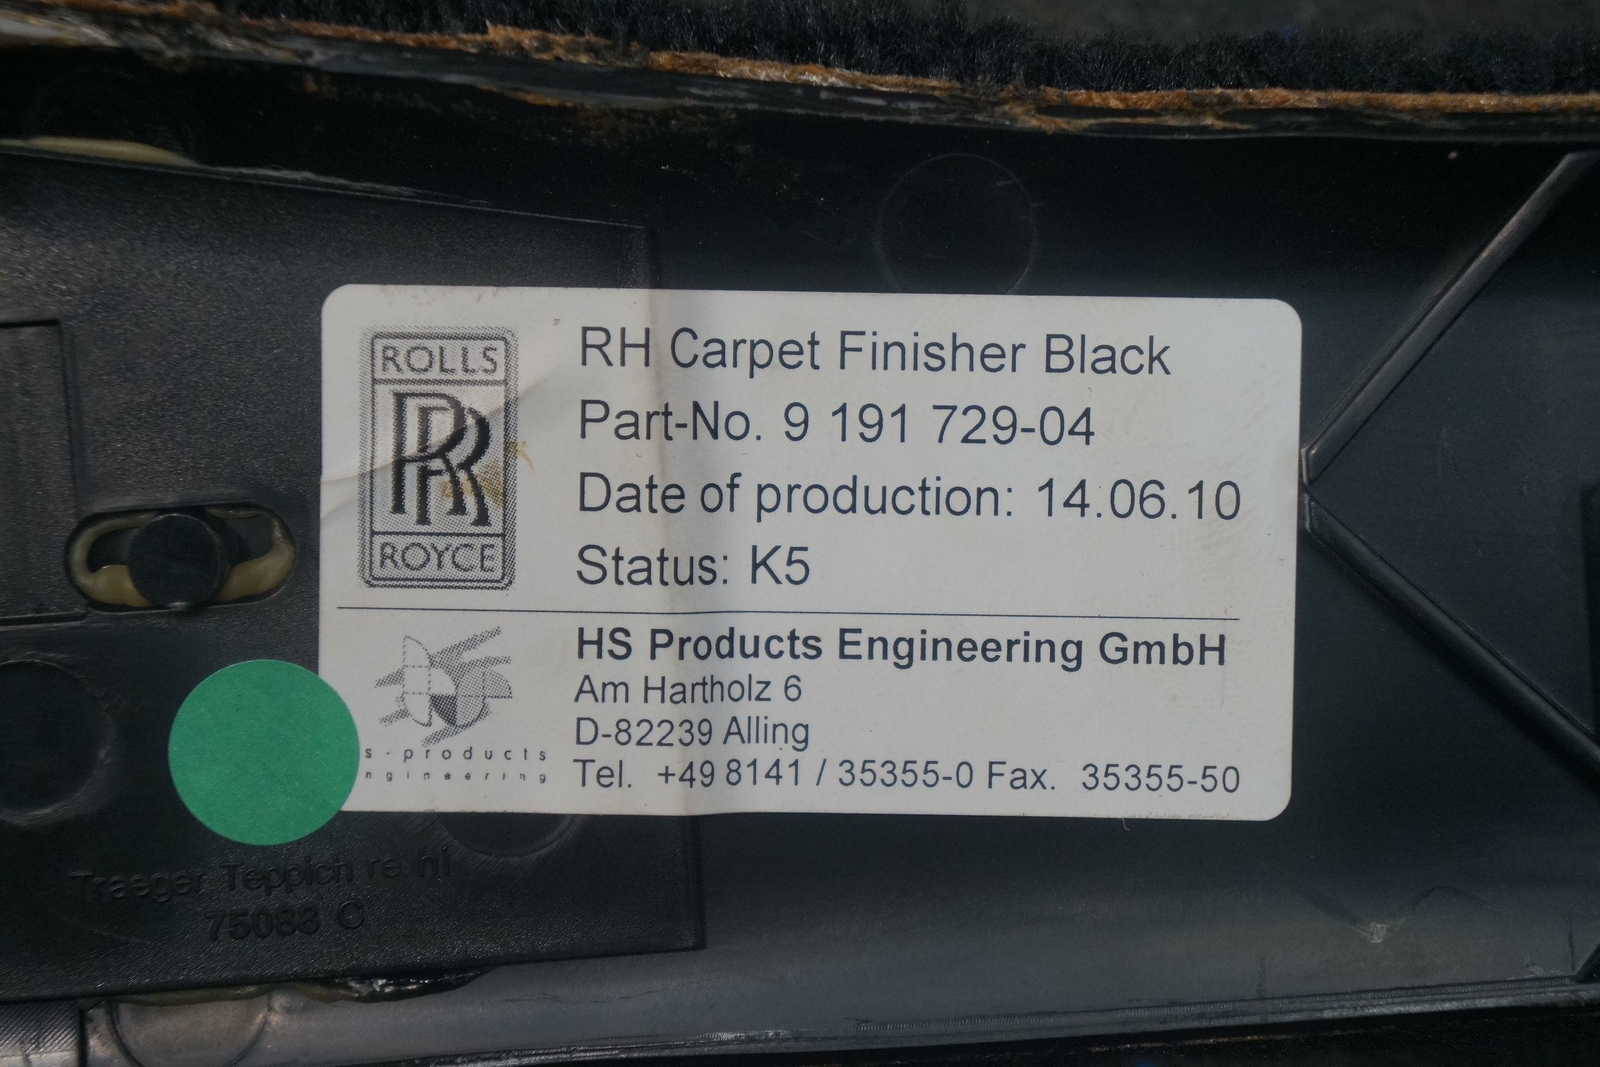 ROLLS
RR
ROYCE
RH Carpet Finisher Black
Part-No. 9 191 729-04
Date of production: 14.06.10
Status: K5
HS Products Engineering GmbH
Am Hartholz 6
D-82239 Alling
Tel. +49 8141 / 35355-0 Fax. 35355-50
s-products
ngineering
Traeger Teppich re hi
75088 C